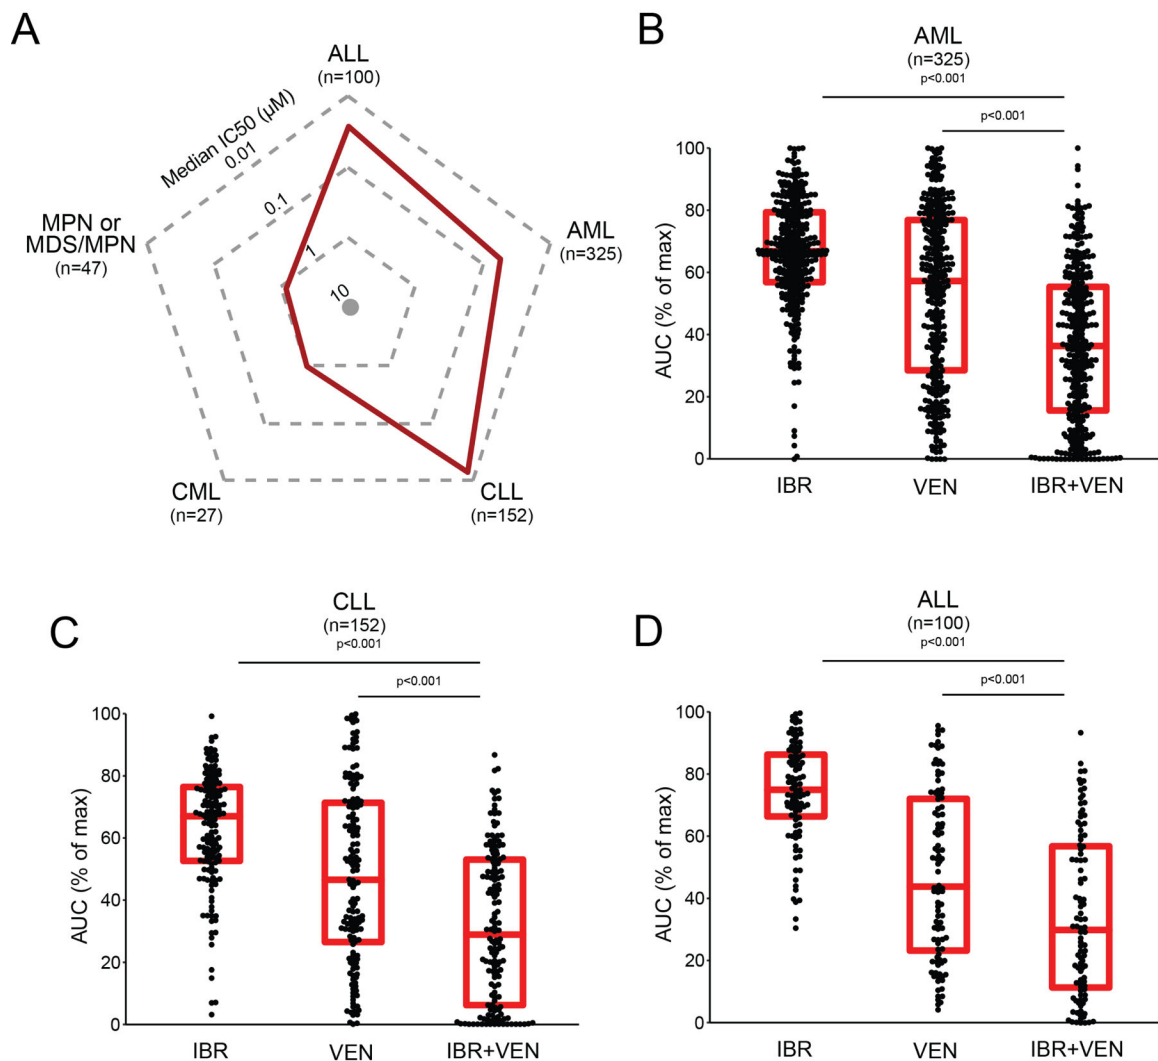 A
ALL
(n=100)
Median IC50 (µM)
0.01
0.1
1
10
MPN or
MDS/MPN
(n=47)
AML
(n=325)
CML
(n=27)
CLL
(n=152)
B
AML
(n=325)
p<0.001
p<0.001
AUC (% of max)
100
80
60
40
20
0
IBR
VEN
IBR+VEN
C
CLL
(n=152)
p<0.001
p<0.001
AUC (% of max)
100
80
60
40
20
0
IBR
VEN
IBR+VEN
D
ALL
(n=100)
p<0.001
p<0.001
AUC (% of max)
100
80
60
40
20
0
IBR
VEN
IBR+VEN